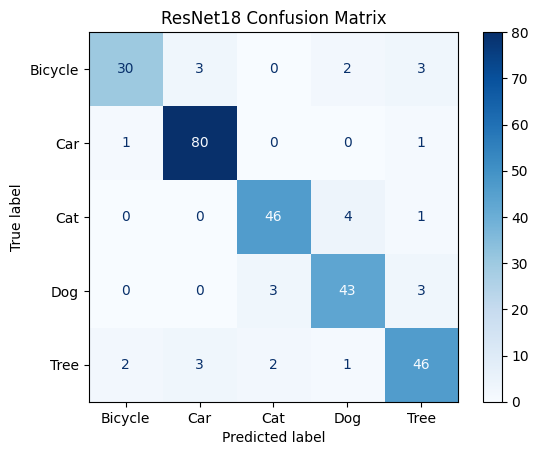 ResNet18 Confusion Matrix
Bicycle 30 3 0 2 3
Car 1 80 0 0 1
Cat 0 0 46 4 1
Dog 0 0 3 43 3
Tree 2 3 2 1 46
Bicycle Car Cat Dog Tree
Predicted label
True label
80
70
60
50
40
30
20
10
0